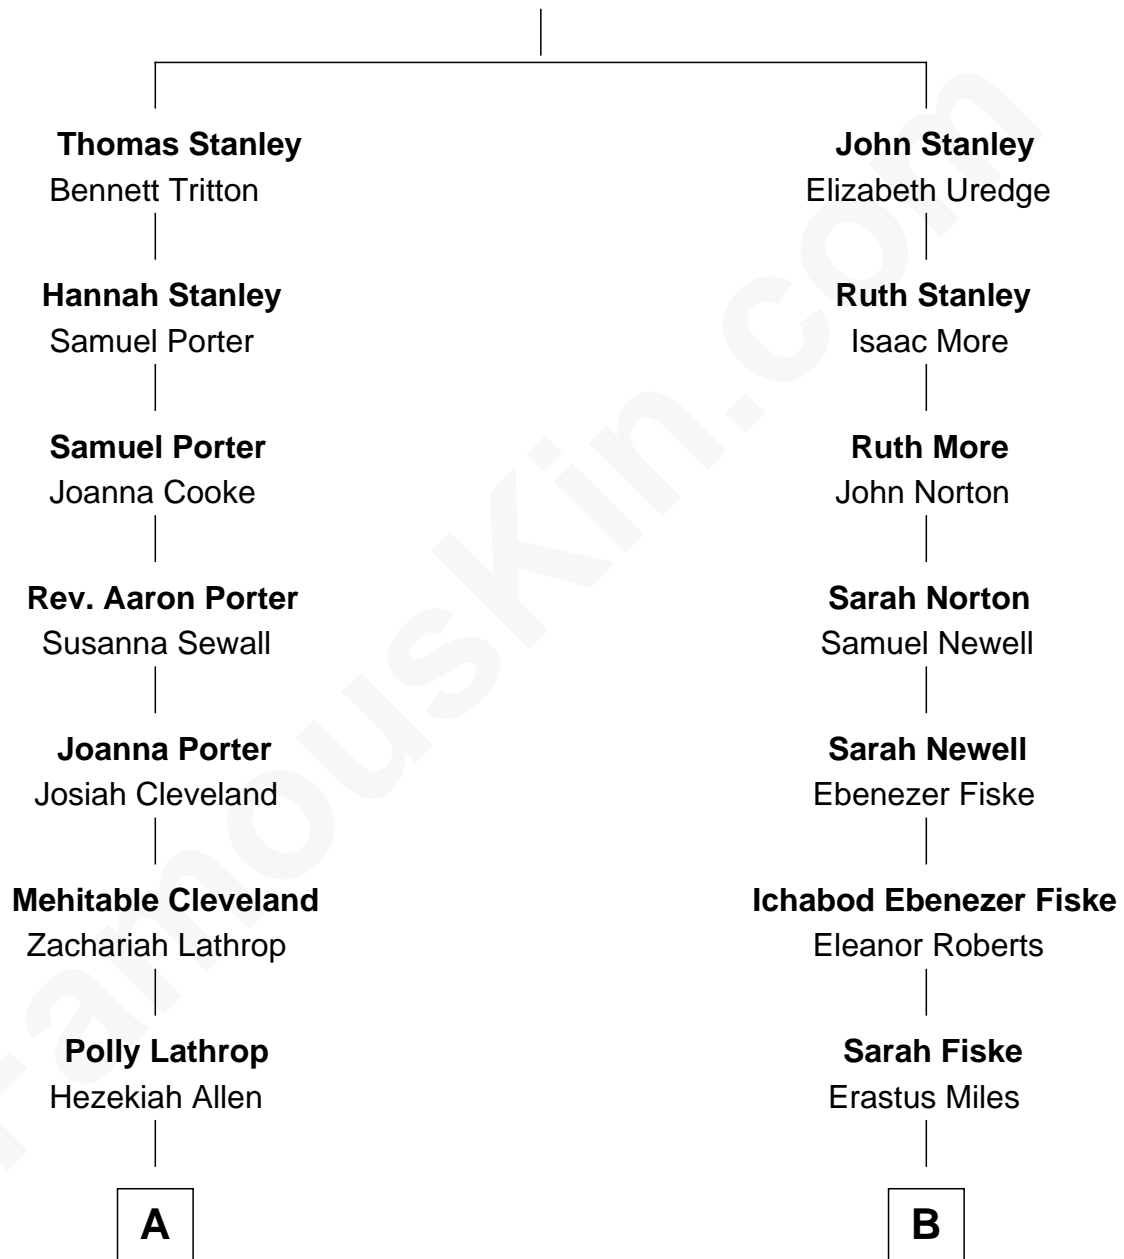 Thomas Stanley
Bennett Tritton
Hannah Stanley
Samuel Porter
Samuel Porter
Joanna Cooke
Rev. Aaron Porter
Susanna Sewall
Joanna Porter
Josiah Cleveland
Mehitable Cleveland
Zachariah Lathrop
Polly Lathrop
Hezekiah Allen
A
John Stanley
Elizabeth Uredge
Ruth Stanley
Isaac More
Ruth More
John Norton
Sarah Norton
Samuel Newell
Sarah Newell
Ebenezer Fiske
Ichabod Ebenezer Fiske
Eleanor Roberts
Sarah Fiske
Erastus Miles
B
FamousKin.com